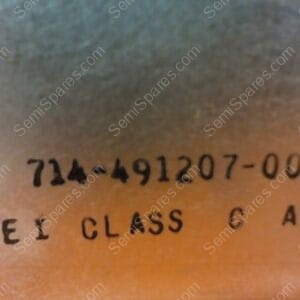 714-491207-00
EI CLASS C A
SemiSpares.com